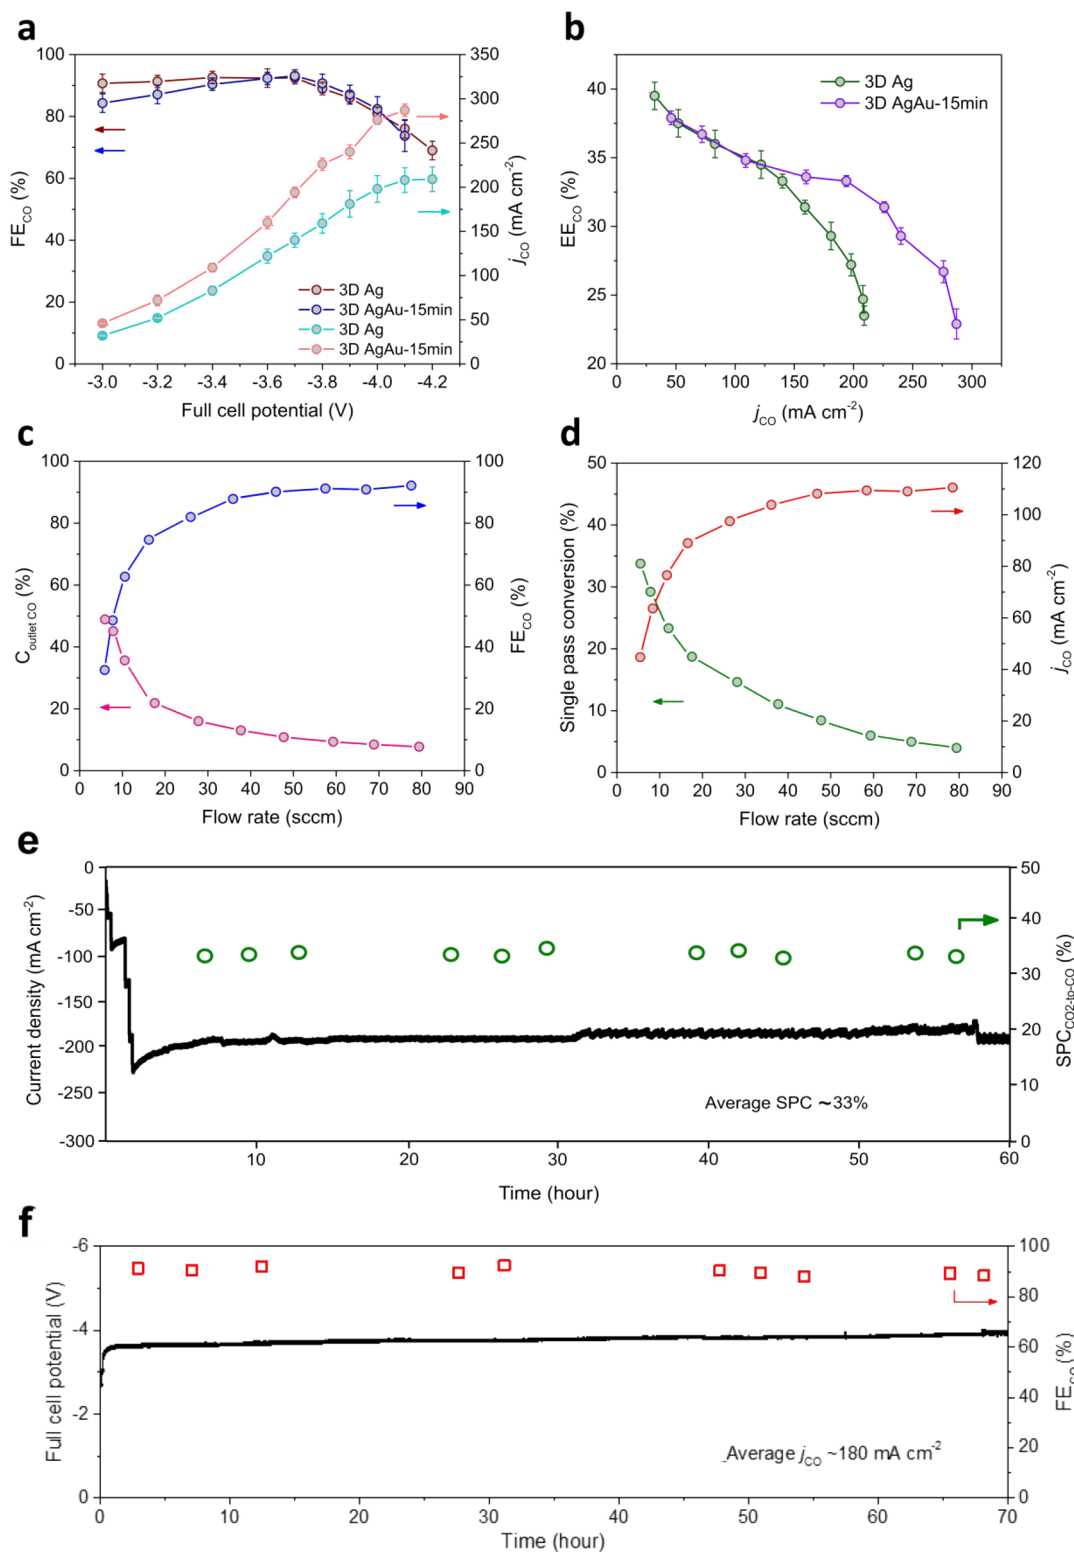 a
100
80
60
40
20
0
FE_CO (%)
350
300
250
200
150
100
50
0
j_CO (mA cm⁻²)
3D Ag
3D AgAu-15min
3D Ag
3D AgAu-15min
-3.0 -3.2 -3.4 -3.6 -3.8 -4.0 -4.2
Full cell potential (V)
b
40
35
30
25
20
EE_CO (%)
3D Ag
3D AgAu-15min
0 50 100 150 200 250 300
j_CO (mA cm⁻²)
c
100
80
60
40
20
0
C_outlet CO (%)
100
80
60
40
20
0
FE_CO (%)
0 10 20 30 40 50 60 70 80 90
Flow rate (sccm)
d
50
45
40
35
30
25
20
15
10
5
0
Single pass conversion (%)
120
100
80
60
40
20
0
j_CO (mA cm⁻²)
0 10 20 30 40 50 60 70 80 90
Flow rate (sccm)
e
0
-50
-100
-150
-200
-250
-300
Current density (mA cm⁻²)
50
40
30
20
10
0
SPC_CO2-to-CO (%)
Average SPC ~33%
10 20 30 40 50 60
Time (hour)
f
-6
-4
-2
0
Full cell potential (V)
100
80
60
40
20
0
FE_CO (%)
Average j_CO ~180 mA cm⁻²
0 10 20 30 40 50 60 70
Time (hour)